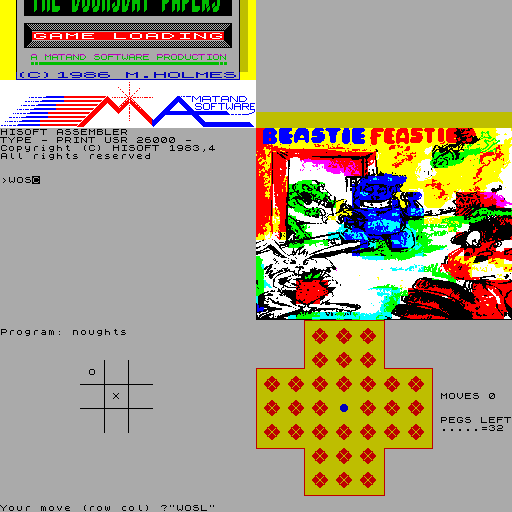 THE DOOMSDAY PAPERS
GAME LOADING
A MATAND SOFTWARE PRODUCTION
(C) 1986 M.HOLMES
MATAND
SOFTWARE
HISOFT ASSEMBLER
TYPE - PRINT USR 26000 -
Copyright (C) HISOFT 1983,4
All rights reserved
>WOSC
BEASTIE FEASTIE
Program: noughts
O
X
Your move (row col) ?"WOSL"
MOVES 0
PEGS LEFT
.....=32